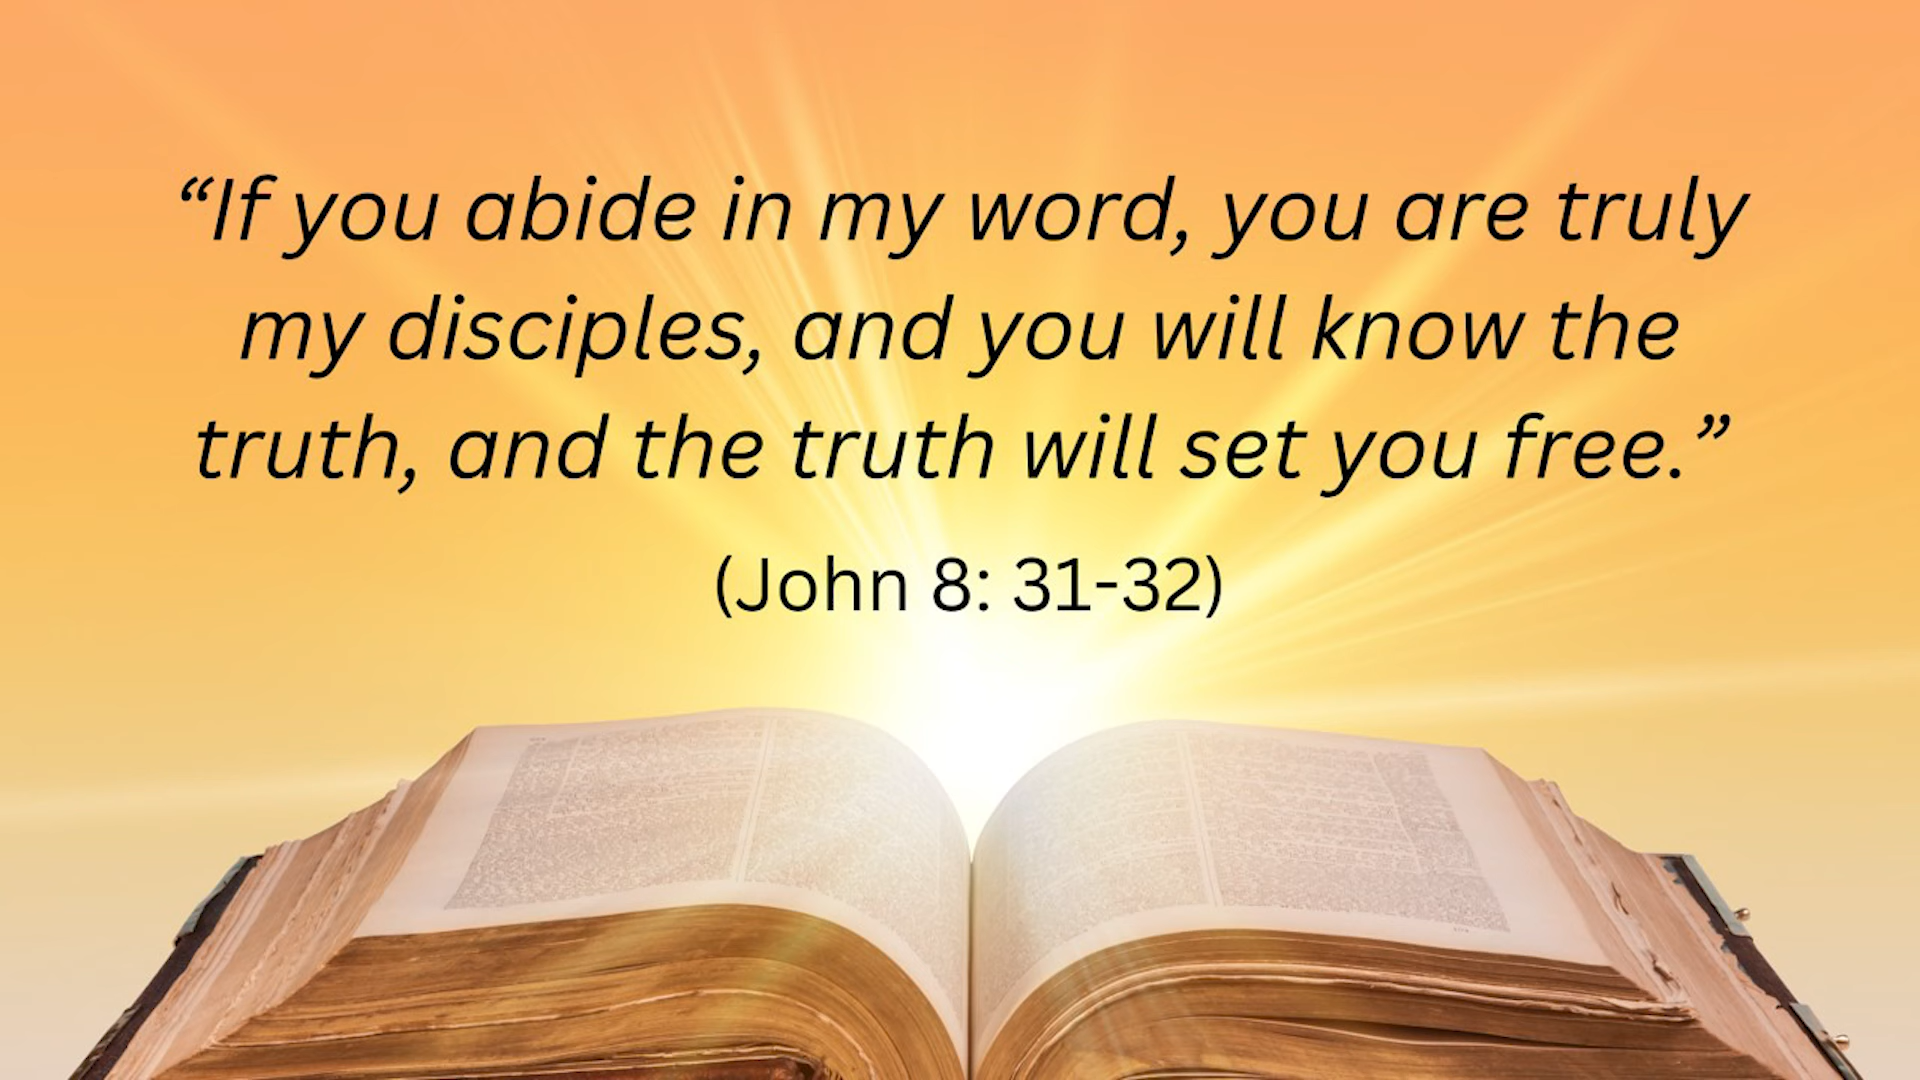 “If you abide in my word, you are truly
my disciples, and you will know the
truth, and the truth will set you free.”
(John 8: 31-32)